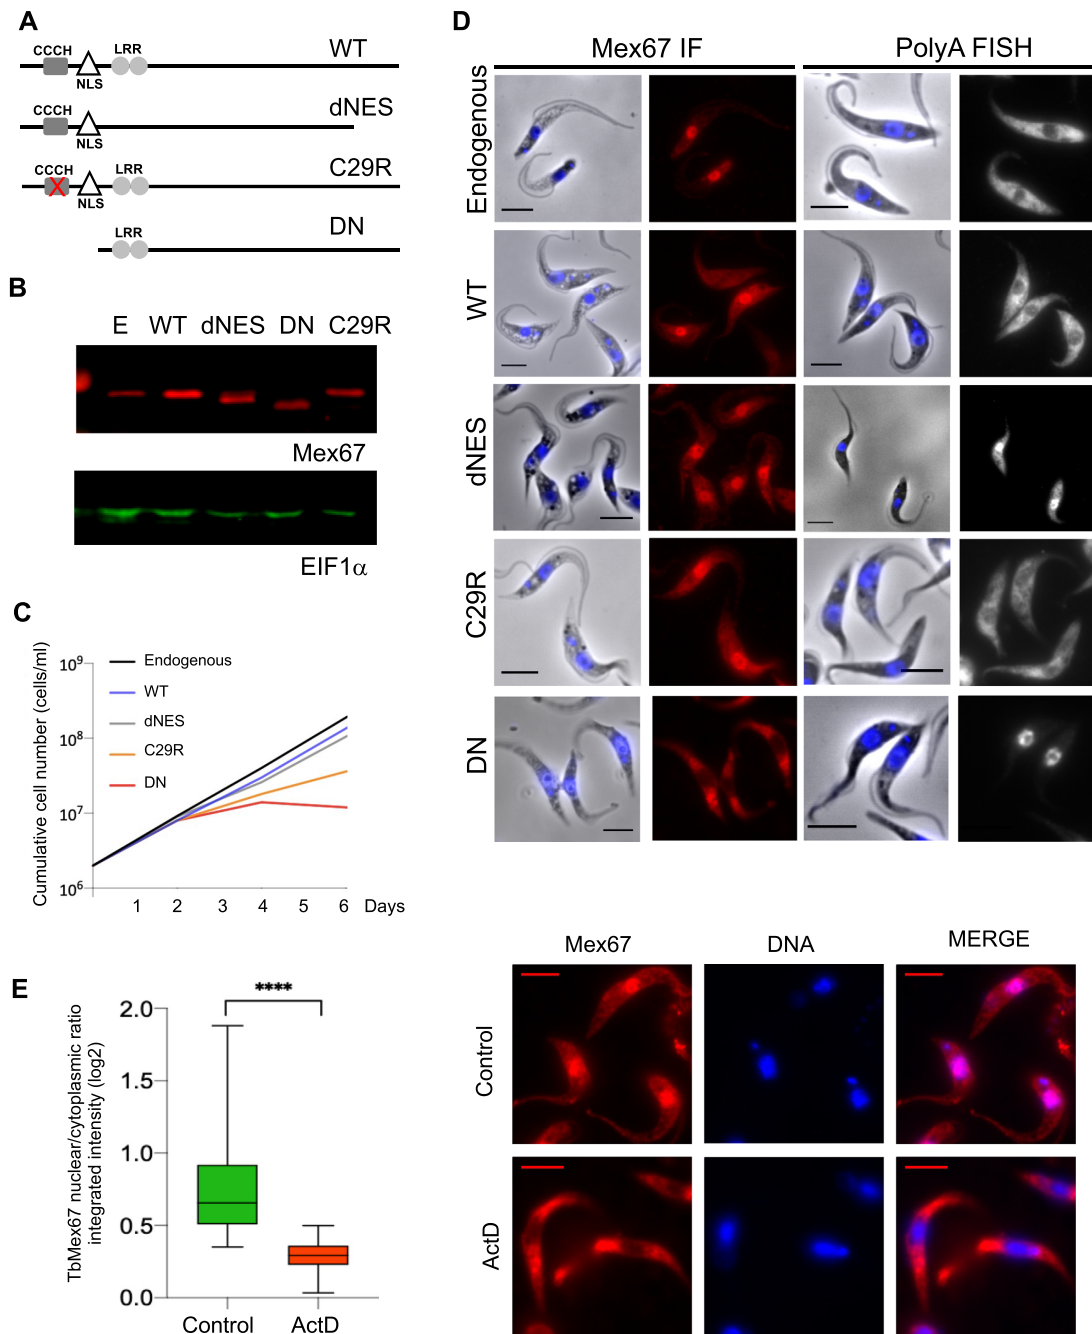 A
CCCH
LRR
WT
NLS
CCCH
dNES
NLS
CCCH
LRR
C29R
NLS
LRR
DN
B
E WT dNES DN C29R
Mex67
EIF1α
C
Cumulative cell number (cells/ml)
10⁹
10⁸
10⁷
10⁶
Endogenous
WT
dNES
C29R
DN
1 2 3 4 5 6 Days
D
Mex67 IF PolyA FISH
Endogenous
WT
dNES
C29R
DN
E
TbMex67 nuclear/cytoplasmic ratio
integrated intensity (log2)
2.0
1.5
1.0
0.5
0.0
****
Control ActD
Mex67 DNA MERGE
Control
ActD